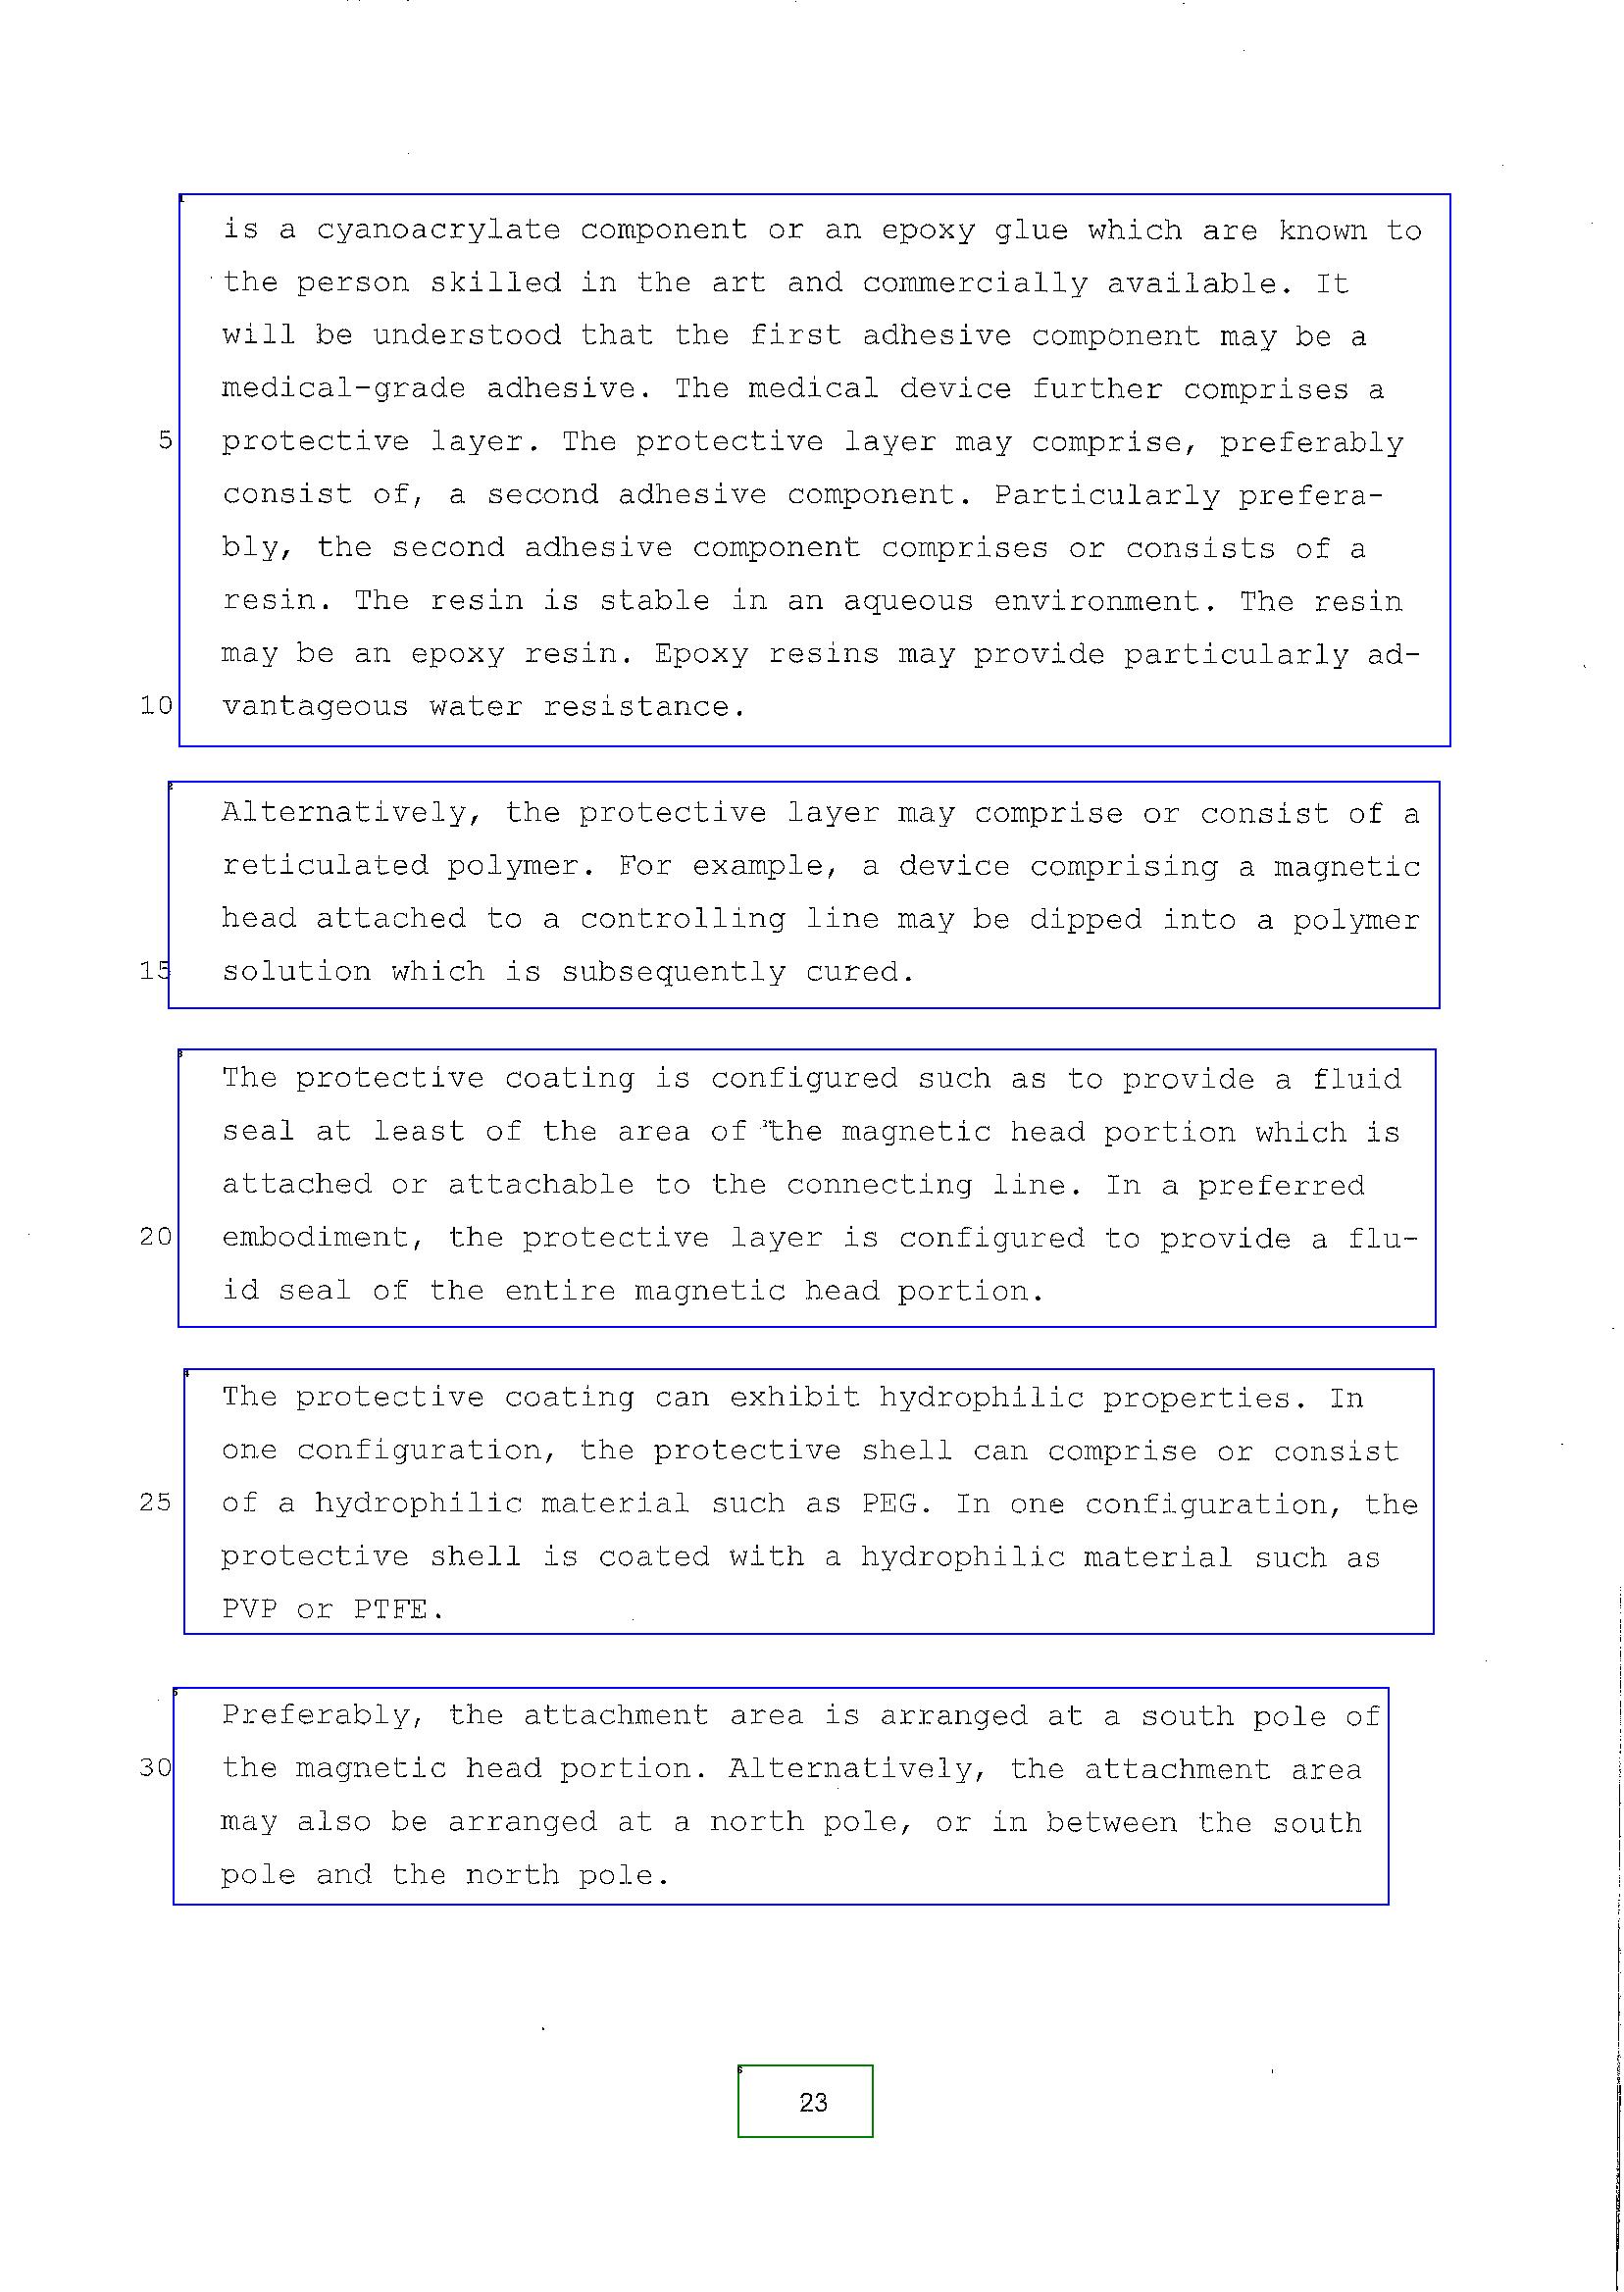 is a cyanoacrylate component or an epoxy glue which are known to
the person skilled in the art and commercially available. It
will be understood that the first adhesive component may be a
medical-grade adhesive. The medical device further comprises a
5 protective layer. The protective layer may comprise, preferably
consist of, a second adhesive component. Particularly prefera-
bly, the second adhesive component comprises or consists of a
resin. The resin is stable in an aqueous environment. The resin
may be an epoxy resin. Epoxy resins may provide particularly ad-
10 vantageous water resistance.
Alternatively, the protective layer may comprise or consist of a
reticulated polymer. For example, a device comprising a magnetic
head attached to a controlling line may be dipped into a polymer
15 solution which is subsequently cured.
The protective coating is configured such as to provide a fluid
seal at least of the area of the magnetic head portion which is
attached or attachable to the connecting line. In a preferred
20 embodiment, the protective layer is configured to provide a flu-
id seal of the entire magnetic head portion.
The protective coating can exhibit hydrophilic properties. In
one configuration, the protective shell can comprise or consist
25 of a hydrophilic material such as PEG. In one configuration, the
protective shell is coated with a hydrophilic material such as
PVP or PTFE.
Preferably, the attachment area is arranged at a south pole of
30 the magnetic head portion. Alternatively, the attachment area
may also be arranged at a north pole, or in between the south
pole and the north pole.
23